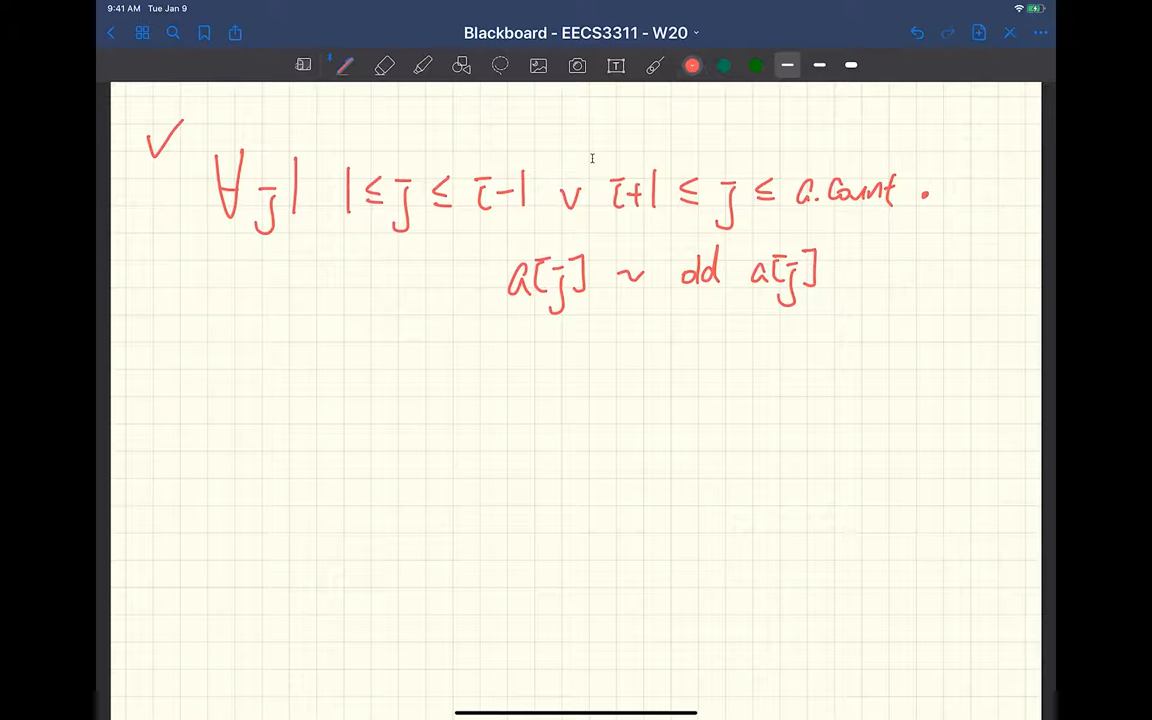 9:41 AM Tue Jan 9
Blackboard - EECS3311 - W20
✓
∀j | 1 ≤ j ≤ i-1 ∨ i+1 ≤ j ≤ a.count •
a[j] ~ old a[j]